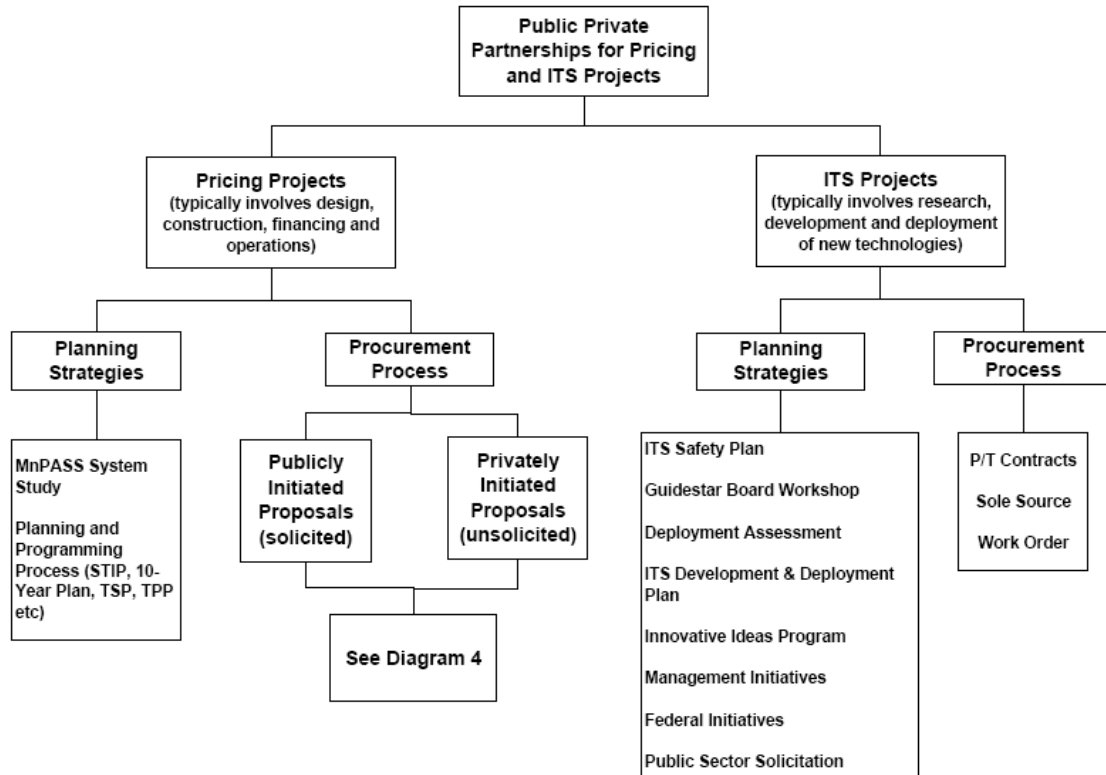 Public Private
Partnerships for Pricing
and ITS Projects
Pricing Projects
(typically involves design,
construction, financing and
operations)
ITS Projects
(typically involves research,
development and deployment
of new technologies)
Planning
Strategies
Procurement
Process
Planning
Strategies
Procurement
Process
MnPASS System
Study
Planning and
Programming
Process (STIP, 10-
Year Plan, TSP, TPP
etc)
Publicly
Initiated
Proposals
(solicited)
Privately
Initiated
Proposals
(unsolicited)
See Diagram 4
ITS Safety Plan
Guidestar Board Workshop
Deployment Assessment
ITS Development & Deployment
Plan
Innovative Ideas Program
Management Initiatives
Federal Initiatives
Public Sector Solicitation
P/T Contracts
Sole Source
Work Order